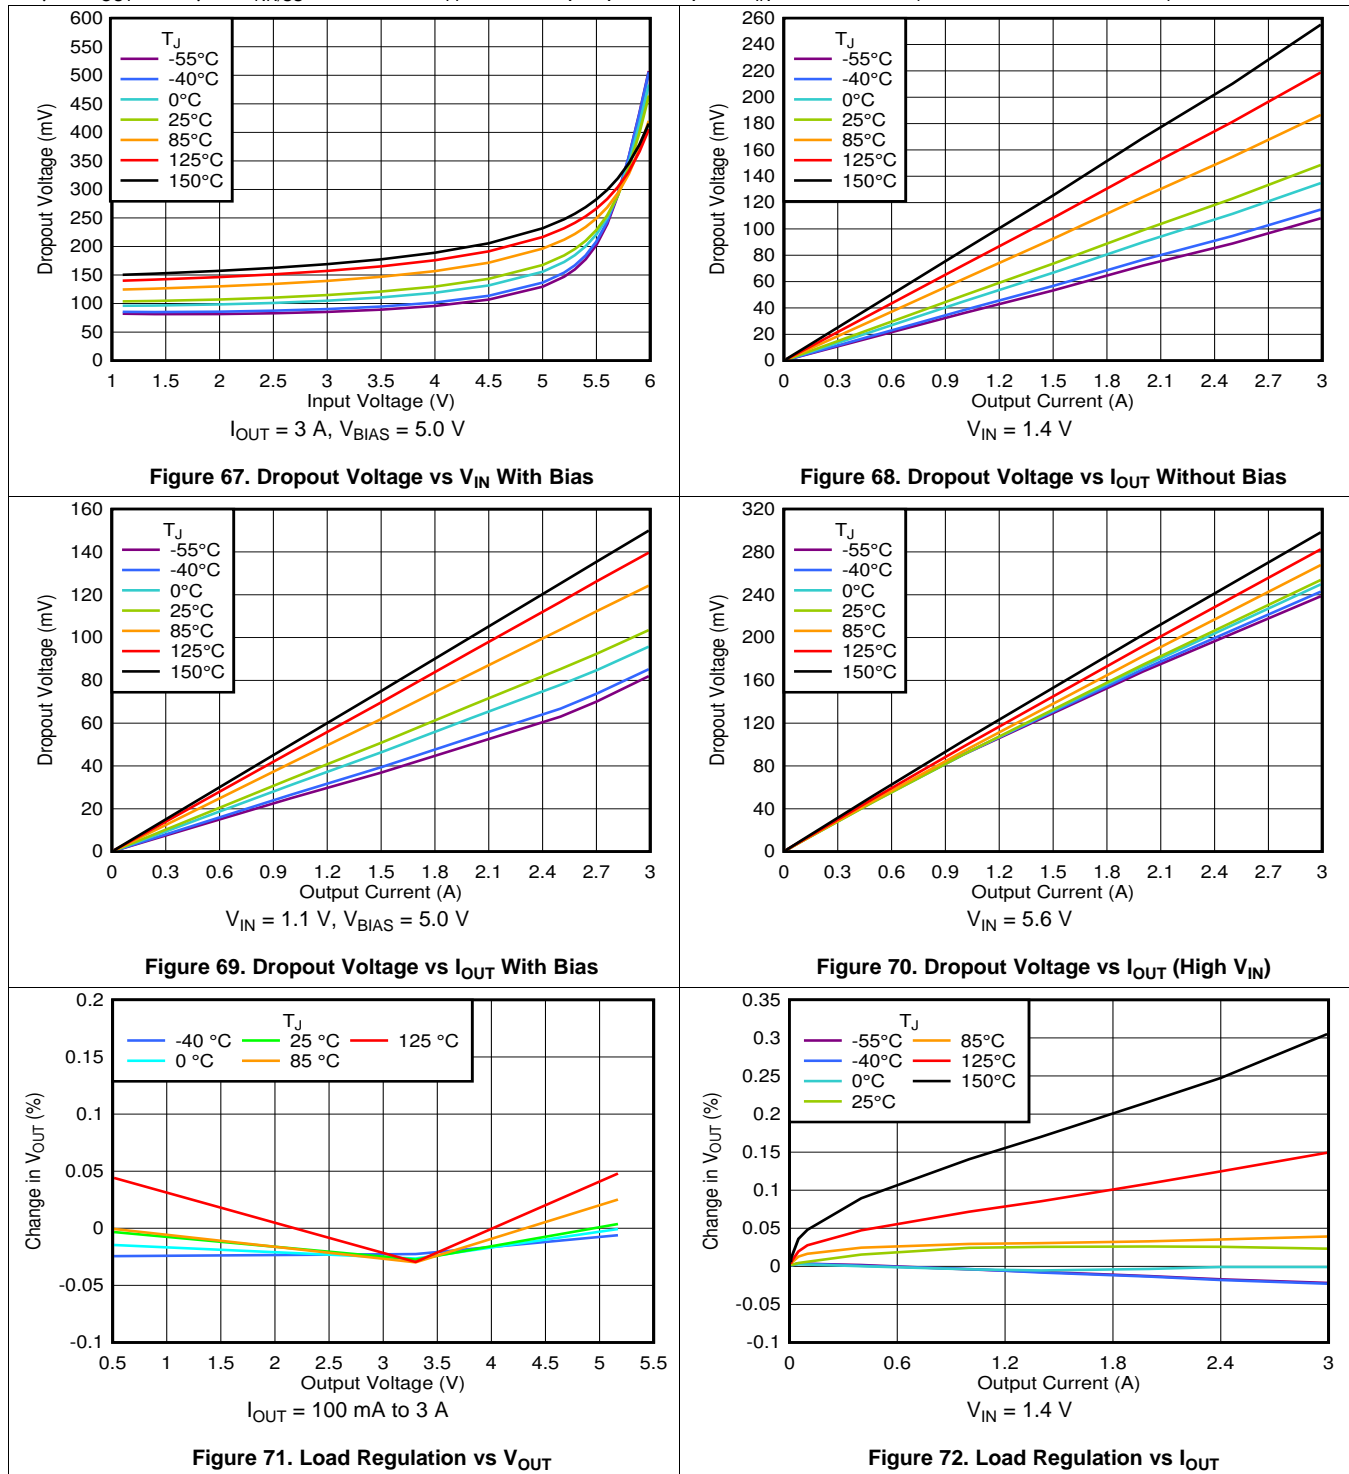 600
550
500
450
400
350
300
250
200
150
100
50
0
Dropout Voltage (mV)
TJ
-55°C
-40°C
0°C
25°C
85°C
125°C
150°C
1 1.5 2 2.5 3 3.5 4 4.5 5 5.5 6
Input Voltage (V)
IOUT = 3 A, VBIAS = 5.0 V
Figure 67. Dropout Voltage vs VIN With Bias
260
240
220
200
180
160
140
120
100
80
60
40
20
0
Dropout Voltage (mV)
TJ
-55°C
-40°C
0°C
25°C
85°C
125°C
150°C
0 0.3 0.6 0.9 1.2 1.5 1.8 2.1 2.4 2.7 3
Output Current (A)
VIN = 1.4 V
Figure 68. Dropout Voltage vs IOUT Without Bias
160
140
120
100
80
60
40
20
0
Dropout Voltage (mV)
TJ
-55°C
-40°C
0°C
25°C
85°C
125°C
150°C
0 0.3 0.6 0.9 1.2 1.5 1.8 2.1 2.4 2.7 3
Output Current (A)
VIN = 1.1 V, VBIAS = 5.0 V
Figure 69. Dropout Voltage vs IOUT With Bias
320
280
240
200
160
120
80
40
0
Dropout Voltage (mV)
TJ
-55°C
-40°C
0°C
25°C
85°C
125°C
150°C
0 0.3 0.6 0.9 1.2 1.5 1.8 2.1 2.4 2.7 3
Output Current (A)
VIN = 5.6 V
Figure 70. Dropout Voltage vs IOUT (High VIN)
0.2
0.15
0.1
0.05
0
-0.05
-0.1
Change in VOUT (%)
TJ
-40 °C 25 °C 125 °C
0 °C 85 °C
0.5 1 1.5 2 2.5 3 3.5 4 4.5 5 5.5
Output Voltage (V)
IOUT = 100 mA to 3 A
Figure 71. Load Regulation vs VOUT
0.35
0.3
0.25
0.2
0.15
0.1
0.05
0
-0.05
-0.1
Change in VOUT (%)
TJ
-55°C 85°C
-40°C 125°C
0°C 150°C
25°C
0 0.6 1.2 1.8 2.4 3
Output Current (A)
VIN = 1.4 V
Figure 72. Load Regulation vs IOUT